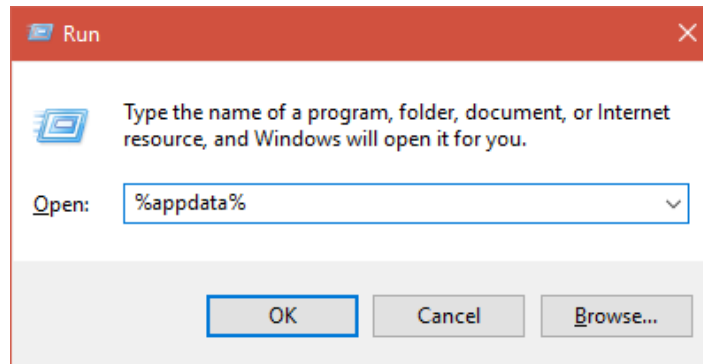 Run
Type the name of a program, folder, document, or Internet
resource, and Windows will open it for you.
Open: %appdata%
OK Cancel Browse...